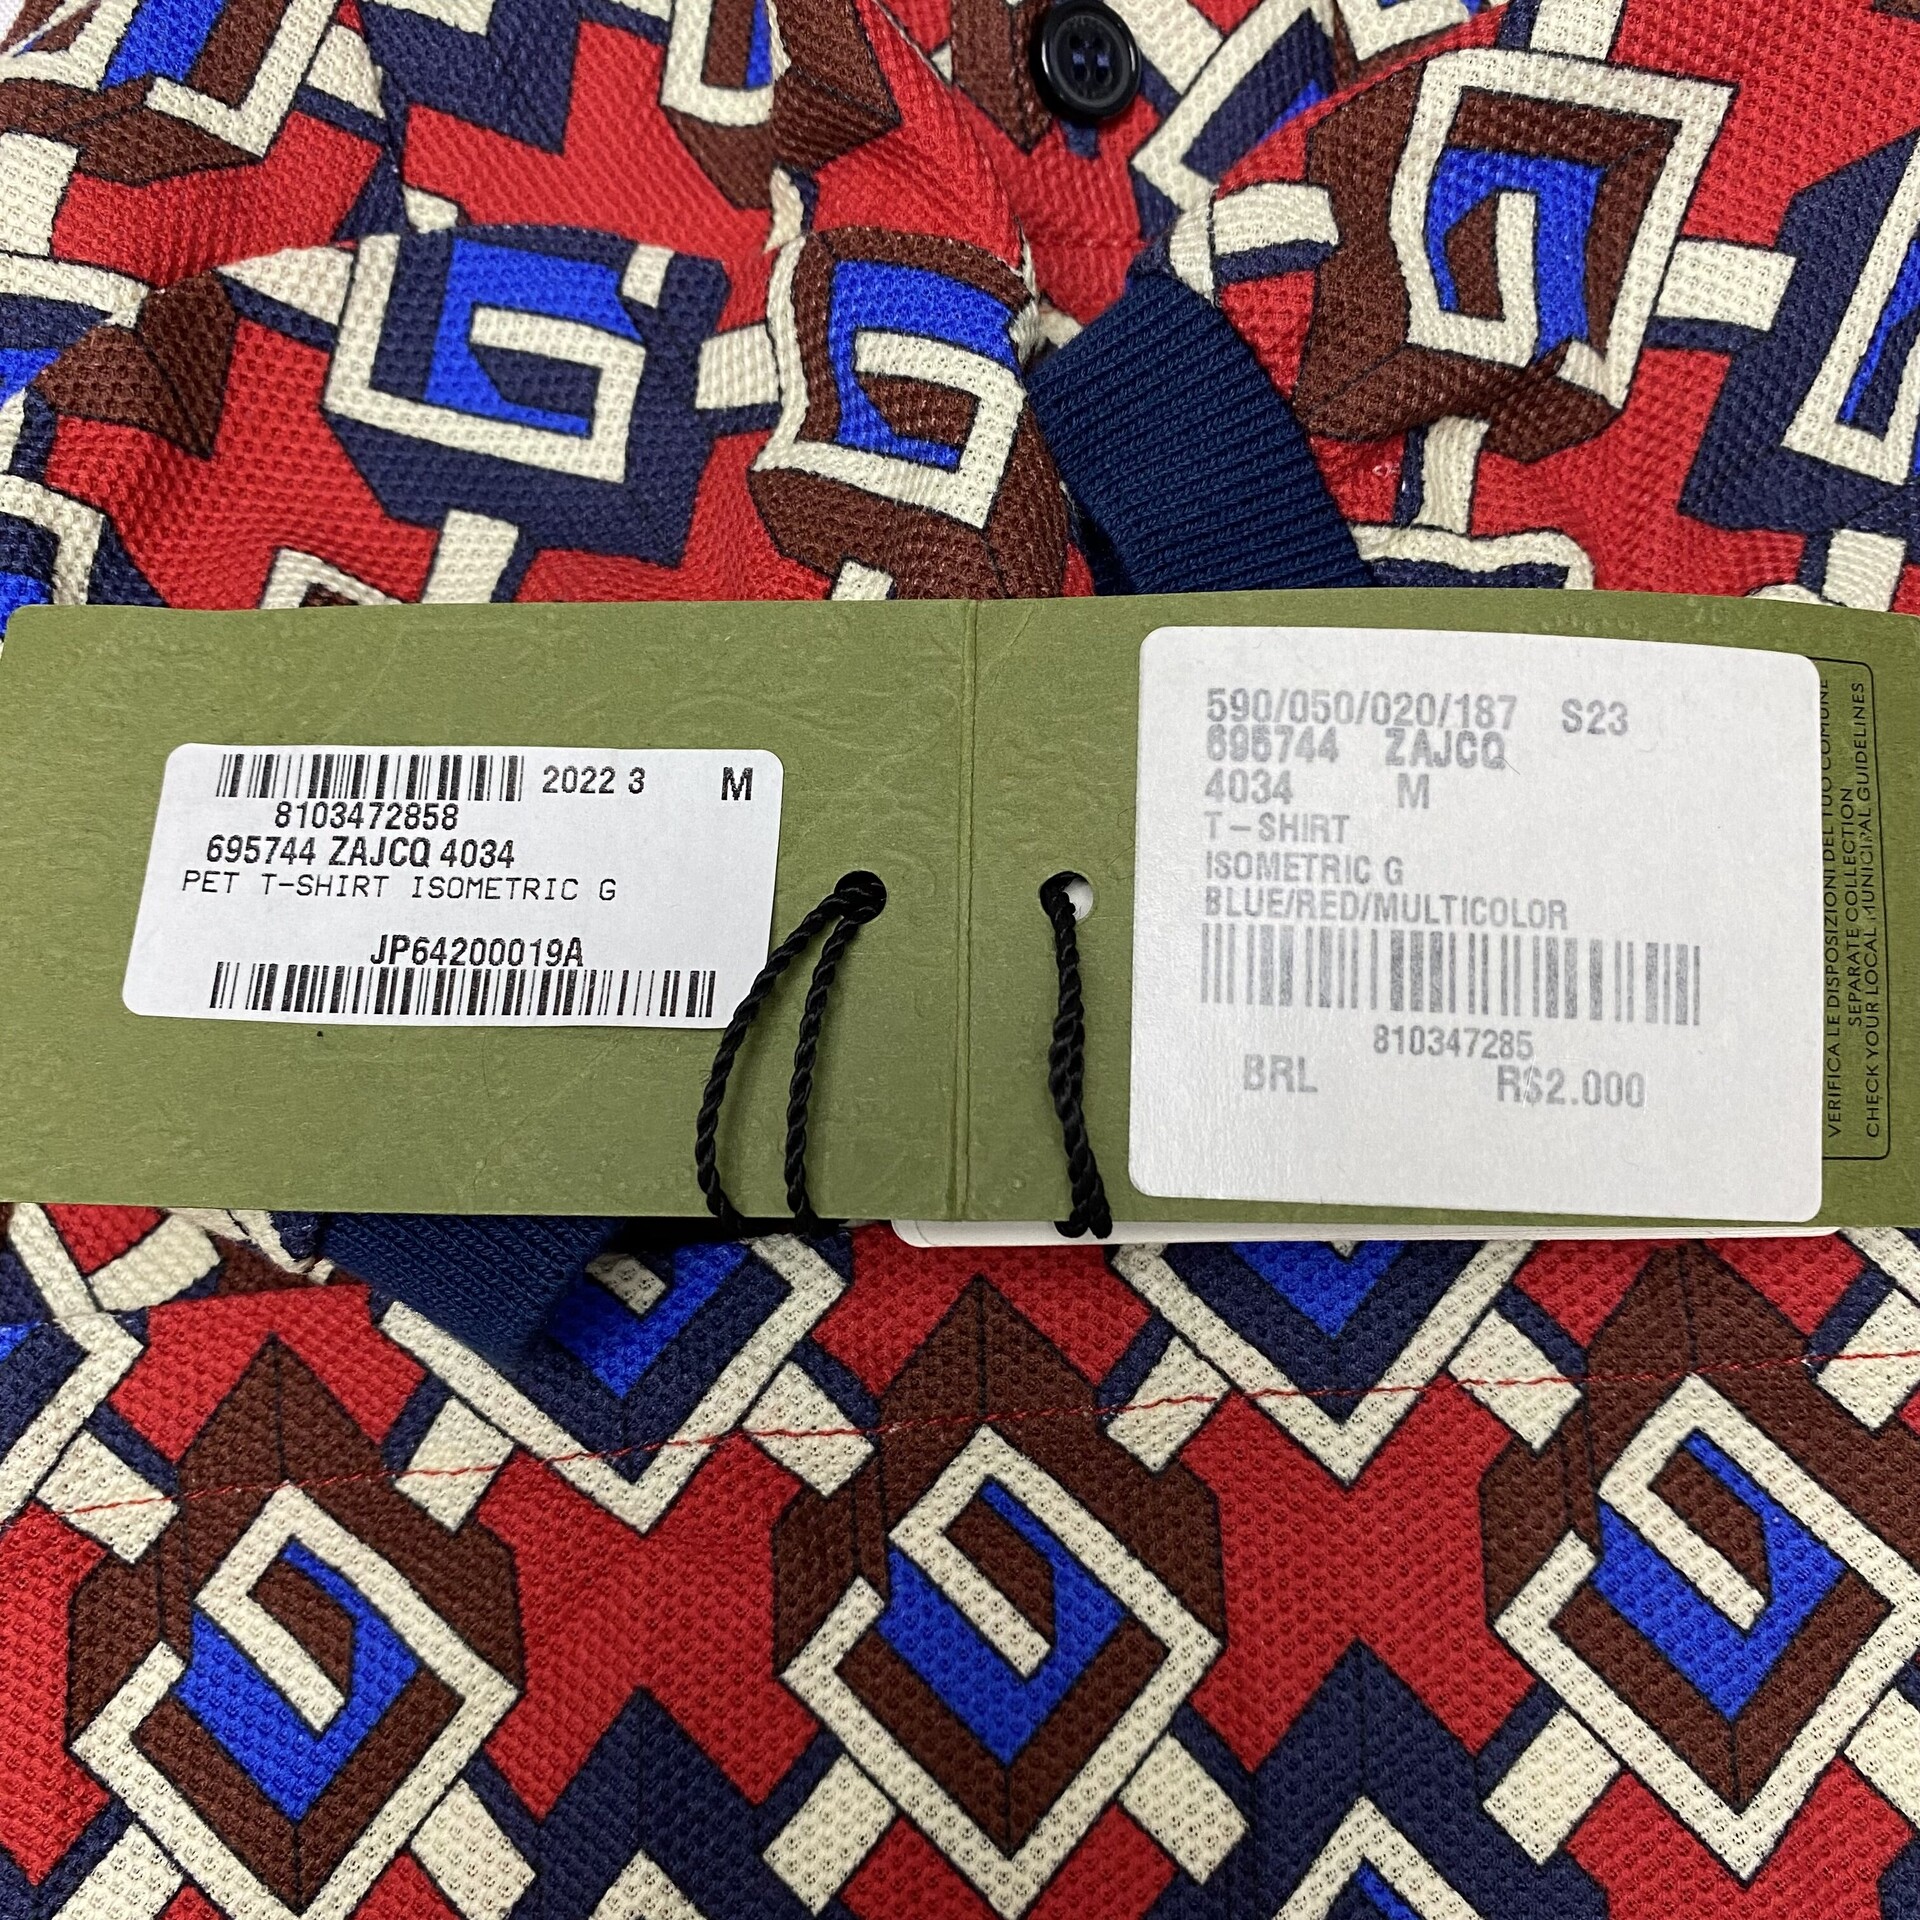 2022 3 M
8103472858
695744 ZAJCQ 4034
PET T-SHIRT ISOMETRIC G
JP64200019A
590/050/020/187 S23
695744 ZAJCQ
4034 M
T-SHIRT
ISOMETRIC G
BLUE/RED/MULTICOLOR
810347285
BRL R$2.000
VERIFICA LE DISPOSIZIONI DEL TUO COMUNE
SEPARATE COLLECTION
CHECK YOUR LOCAL MUNICIPAL GUIDELINES